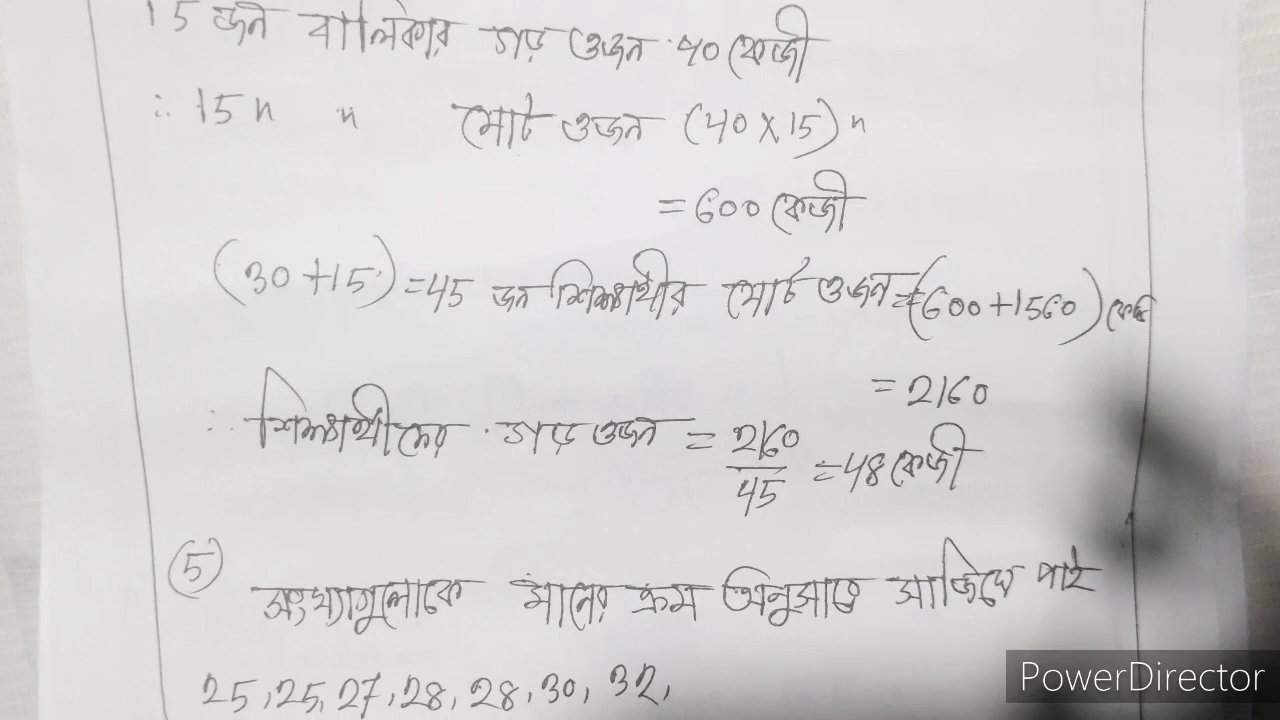 15 জন বালিকার গড় ওজন 40 কেজী
∴ 15 " " মোট ওজন (40×15) "
= 600 কেজী
(30+15) = 45 জন শিক্ষার্থীর মোট ওজন = (600+1560) কেজি
= 2160
∴ শিক্ষার্থীদের গড় ওজন = 2160/45 = 48 কেজী
(5) সংখ্যাগুলোকে মানের ক্রম অনুসারে সাজিয়ে পাই
25, 25, 27, 28, 28, 30, 32,
PowerDirector